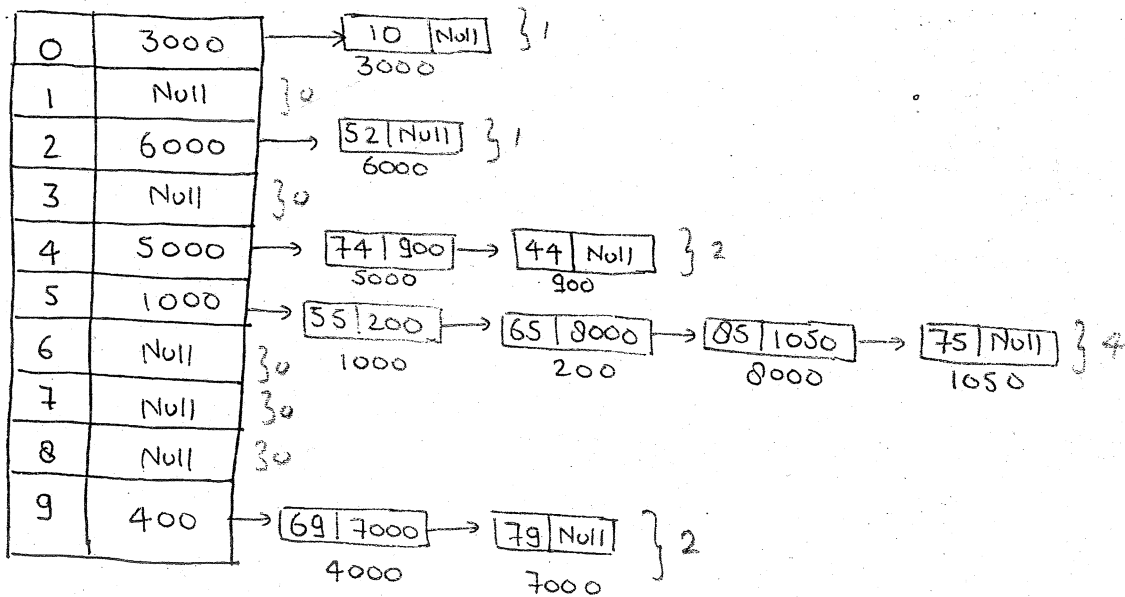 0 3000 10 Null } 1
3000
1 Null } 0
2 6000 52 Null } 1
6000
3 Null } 0
4 5000 74 900 44 Null } 2
5000 900
5 1000 55 200 65 8000 85 1050 75 Null } 4
1000 200 8000 1050
6 Null } 0
7 Null } 0
8 Null } 0
9 400 69 7000 79 Null } 2
4000 7000